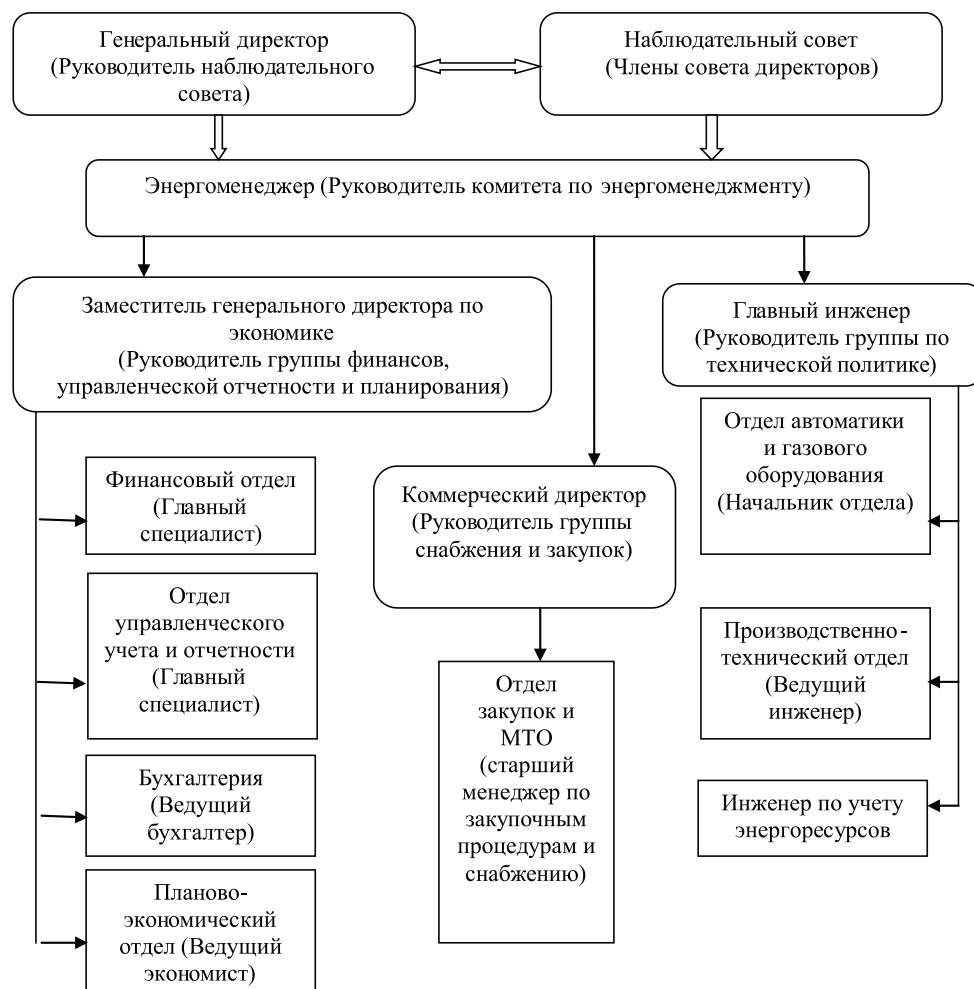 Генеральный директор
(Руководитель наблюдательного
совета)
Наблюдательный совет
(Члены совета директоров)
Энергоменеджер (Руководитель комитета по энергоменеджменту)
Заместитель генерального директора по
экономике
(Руководитель группы финансов,
управленческой отчетности и планирования)
Главный инженер
(Руководитель группы по
технической политике)
Финансовый отдел
(Главный
специалист)
Отдел
управленческого
учета и отчетности
(Главный
специалист)
Бухгалтерия
(Ведущий
бухгалтер)
Планово-
экономический
отдел (Ведущий
экономист)
Коммерческий директор
(Руководитель группы
снабжения и закупок)
Отдел
закупок и
МТО
(старший
менеджер по
закупочным
процедурам и
снабжению)
Отдел автоматики
и газового
оборудования
(Начальник отдела)
Производственно-
технический отдел
(Ведущий
инженер)
Инженер по учету
энергоресурсов